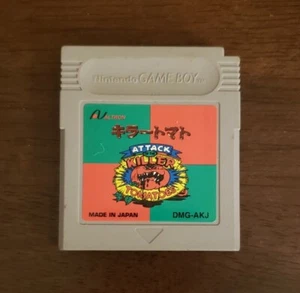 Nintendo GAME BOY
キラートマト
ATTACK
KILLER
TOMATOES
MADE IN JAPAN
DMG-AKJ